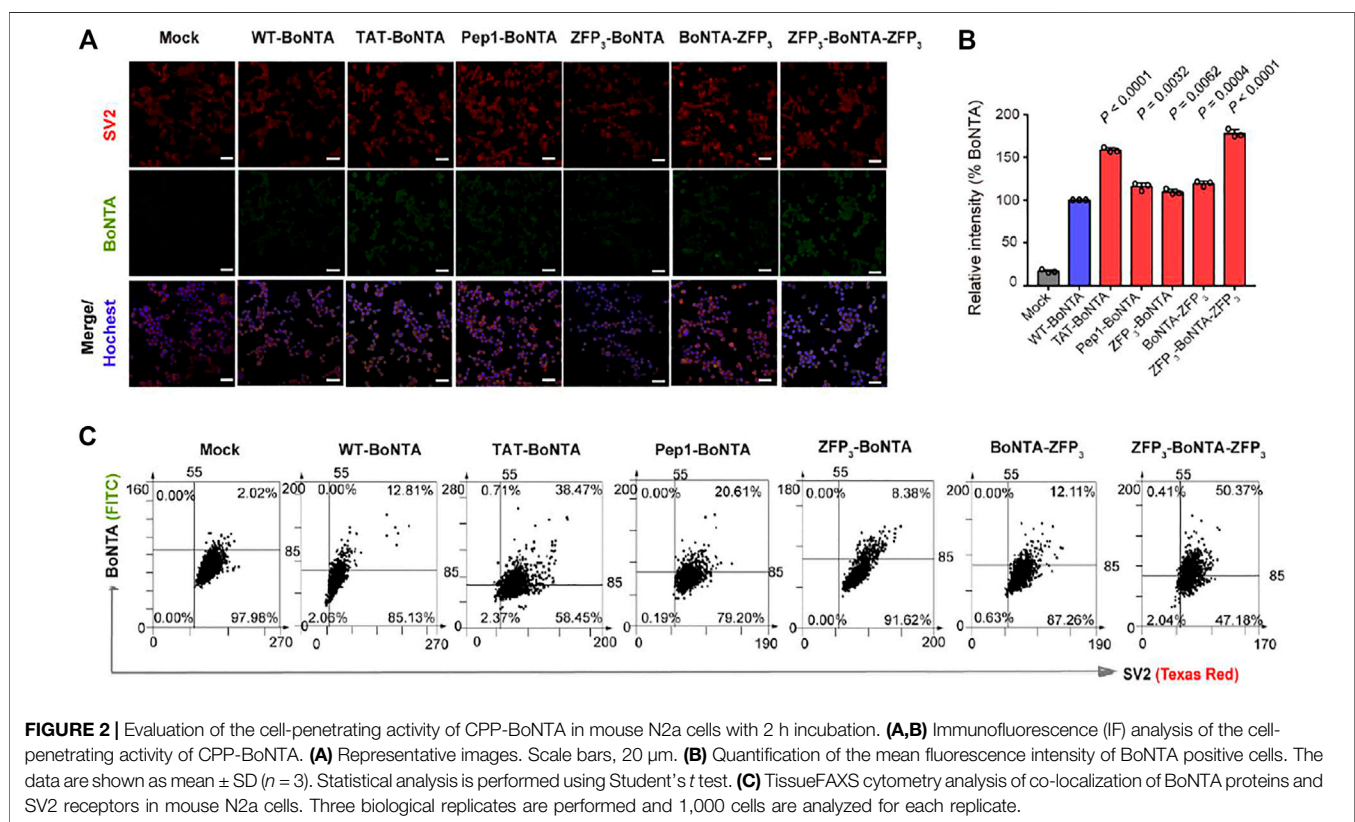 A
Mock WT-BoNTA TAT-BoNTA Pep1-BoNTA ZFP3-BoNTA BoNTA-ZFP3 ZFP3-BoNTA-ZFP3
SV2
BoNTA
Merge/
Hochest
B
P < 0.0001
P = 0.0032
P = 0.0062
P = 0.0004
P < 0.0001
Relative intensity (% BoNTA)
200
150
100
50
0
Mock
WT-BoNTA
TAT-BoNTA
Pep1-BoNTA
ZFP3-BoNTA
BoNTA-ZFP3
ZFP3-BoNTA-ZFP3
C
Mock WT-BoNTA TAT-BoNTA Pep1-BoNTA ZFP3-BoNTA BoNTA-ZFP3 ZFP3-BoNTA-ZFP3
55 55 55 55 55 55 55
160 200 280 200 180 200 200
0.00% 2.02% 0.00% 12.81% 0.71% 38.47% 0.00% 20.61% 0.00% 8.38% 0.00% 12.11% 0.41% 50.37%
BoNTA (FITC)
85 85 85 85 85 85 85
0.00% 97.98% 2.06% 85.13% 2.37% 58.45% 0.19% 79.20% 0.00% 91.62% 0.63% 87.26% 2.04% 47.18%
0 0 0 0 0 0 0
0 270 0 270 0 200 0 190 0 200 0 190 0 170
SV2 (Texas Red)
FIGURE 2 | Evaluation of the cell-penetrating activity of CPP-BoNTA in mouse N2a cells with 2 h incubation. (A,B) Immunofluorescence (IF) analysis of the cell-
penetrating activity of CPP-BoNTA. (A) Representative images. Scale bars, 20 µm. (B) Quantification of the mean fluorescence intensity of BoNTA positive cells. The
data are shown as mean ± SD (n = 3). Statistical analysis is performed using Student's t test. (C) TissueFAXS cytometry analysis of co-localization of BoNTA proteins and
SV2 receptors in mouse N2a cells. Three biological replicates are performed and 1,000 cells are analyzed for each replicate.